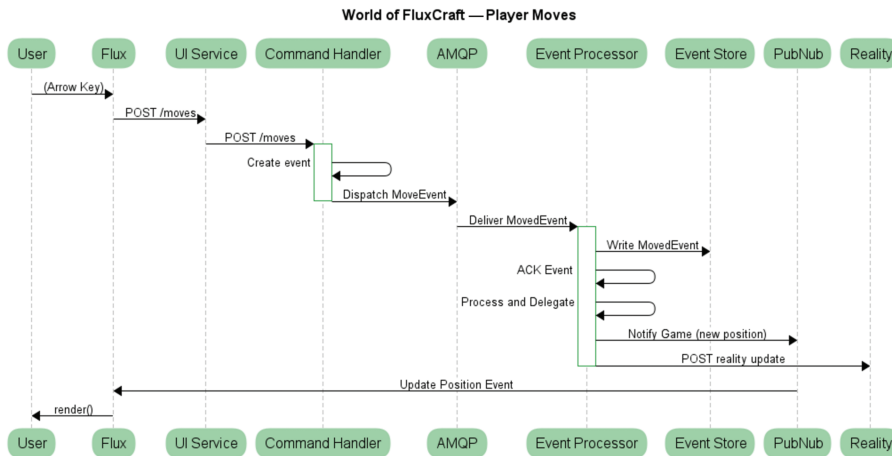 World of FluxCraft — Player Moves
User Flux UI Service Command Handler AMQP Event Processor Event Store PubNub Reality
(Arrow Key)
POST /moves
POST /moves
Create event
Dispatch MoveEvent
Deliver MovedEvent
Write MovedEvent
ACK Event
Process and Delegate
Notify Game (new position)
POST reality update
Update Position Event
render()
User Flux UI Service Command Handler AMQP Event Processor Event Store PubNub Reality